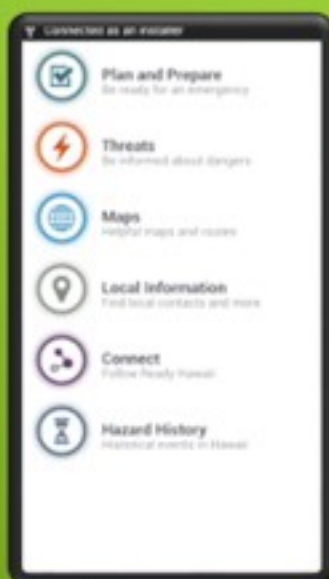 Connected as an installer
Plan and Prepare
Be ready for an emergency
Threats
Be informed about dangers
Maps
Helpful maps and routes
Local Information
Find local contacts and more
Connect
Follow Ready Hawaii
Hazard History
Historical events in Hawaii